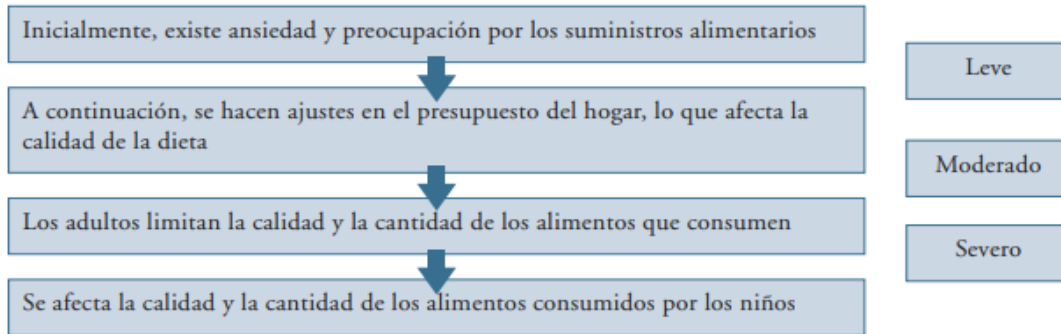 Inicialmente, existe ansiedad y preocupación por los suministros alimentarios
A continuación, se hacen ajustes en el presupuesto del hogar, lo que afecta la
calidad de la dieta
Los adultos limitan la calidad y la cantidad de los alimentos que consumen
Se afecta la calidad y la cantidad de los alimentos consumidos por los niños
Leve
Moderado
Severo